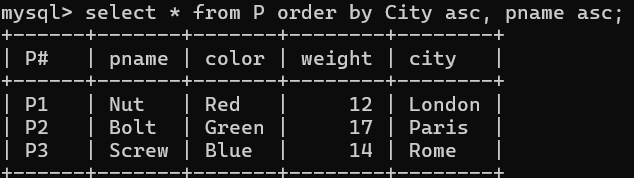 mysql> select * from P order by City asc, pname asc;
+------+-------+-------+--------+--------+
| P#   | pname | color | weight | city   |
+------+-------+-------+--------+--------+
| P1   | Nut   | Red   |     12 | London |
| P2   | Bolt  | Green |     17 | Paris  |
| P3   | Screw | Blue  |     14 | Rome   |
+------+-------+-------+--------+--------+